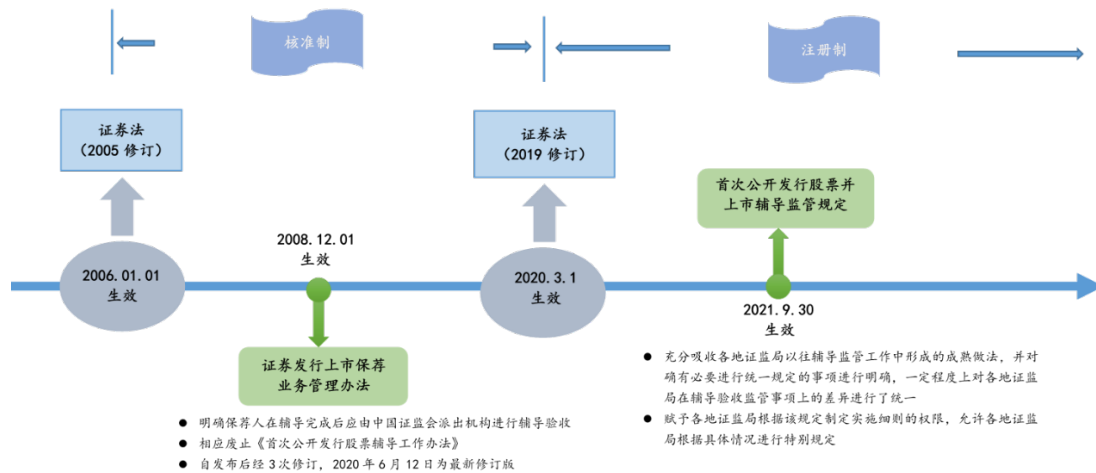 核准制
注册制
证券法
（2005 修订）
证券法
（2019 修订）
首次公开发行股票并
上市辅导监管规定
2006.01.01
生效
2008.12.01
生效
2020.3.1
生效
2021.9.30
生效
证券发行上市保荐
业务管理办法
● 明确保荐人在辅导完成后应由中国证监会派出机构进行辅导验收
● 相应废止《首次公开发行股票辅导工作办法》
● 自发布后经 3 次修订，2020 年 6 月 12 日为最新修订版
● 充分吸收各地证监局以往辅导监管工作中形成的成熟做法，并对
确有必要进行统一规定的事项进行明确，一定程度上对各地证监
局在辅导验收监管事项上的差异进行了统一
● 赋予各地证监局根据该规定制定实施细则的权限，允许各地证监
局根据具体情况进行特别规定